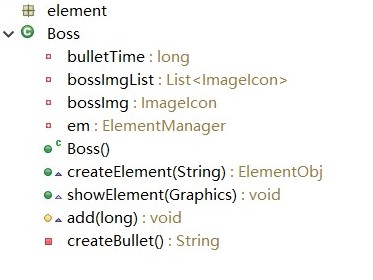 element
Boss
bulletTime : long
bossImgList : List<ImageIcon>
bossImg : ImageIcon
em : ElementManager
Boss()
createElement(String) : ElementObj
showElement(Graphics) : void
add(long) : void
createBullet() : String